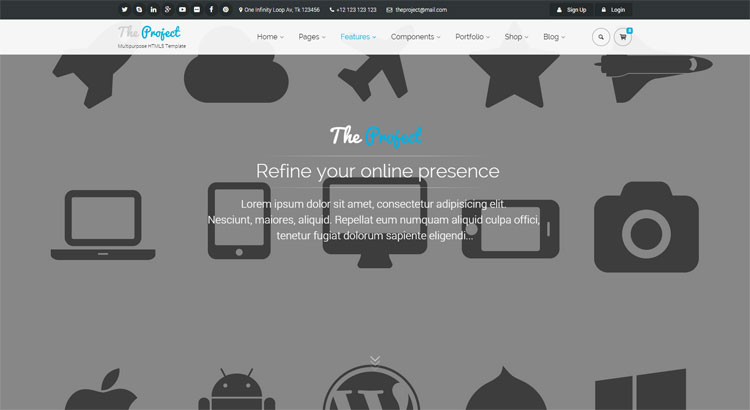 One Infinity Loop Av, Tk 123456 +12 123 123 123 theproject@mail.com Sign Up Login
The Project
Multipurpose HTML5 Template
Home Pages Features Components Portfolio Shop Blog
The Project
Refine your online presence
Lorem ipsum dolor sit amet, consectetur adipisicing elit.
Nesciunt, maiores, aliquid. Repellat eum numquam aliquid culpa offici,
tenetur fugiat dolorum sapiente eligendi...